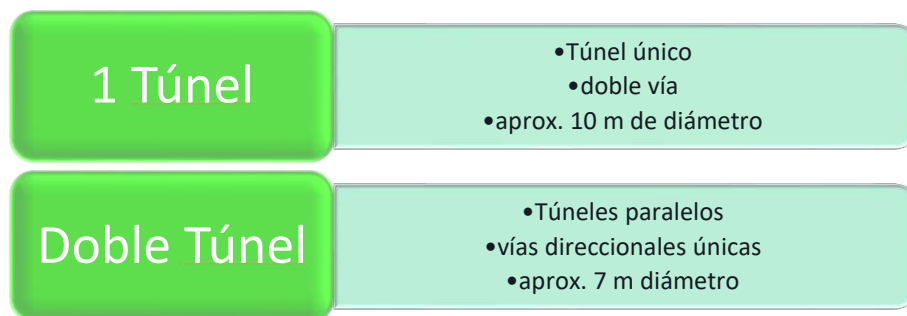 1 Túnel
•Túnel único
•doble vía
•aprox. 10 m de diámetro
Doble Túnel
•Túneles paralelos
•vías direccionales únicas
•aprox. 7 m diámetro